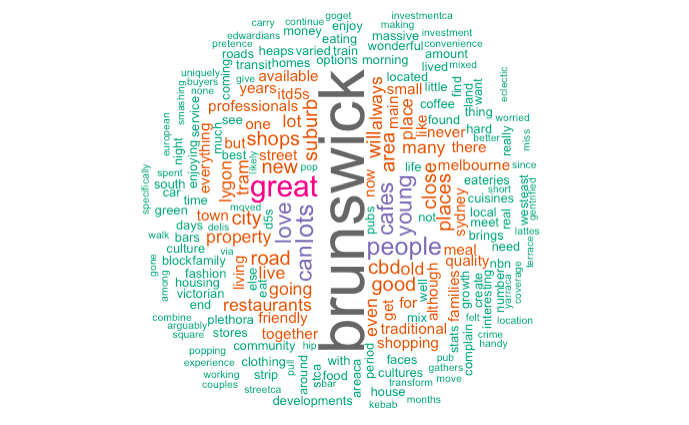 goget investmentca
carry continue making
edwardians enjoy investment
pretence money eating massive convenience
roads heaps varied train wonderful amount mixed
transit homes options morning lived
uniquely coming available located little eclectic
buyers give years small find land want
none professionals itd5s always coffee
smashing service see one lot suburb main place found thing worried
european enjoying much but shops will area like never hard better
night everything best street many there really miss
likely pop life melbourne since
spent tram new now close eateries
specifically south lygon great cafes young places sydney short
car moved cuisines gentrified
time d5s love pubs not local real westeast
green town city delis can lots meet lattes
walk days bars property people brings need terrace
culture via road cbd old meal nbn
gone blockfamily living else live good quality coverage
among fashion eat going well although growth create number yarraca
housing get for families interesting
victorian restaurants even mix
end friendly traditional stats felt location
combine plethora together shopping complain crime
arguably stores handy
square community hip with period faces pub
popping clothing pull around food cultures gathers
experience strip stca bar areaca transform move
working house
couples streetca kebab months
developments
brunswick